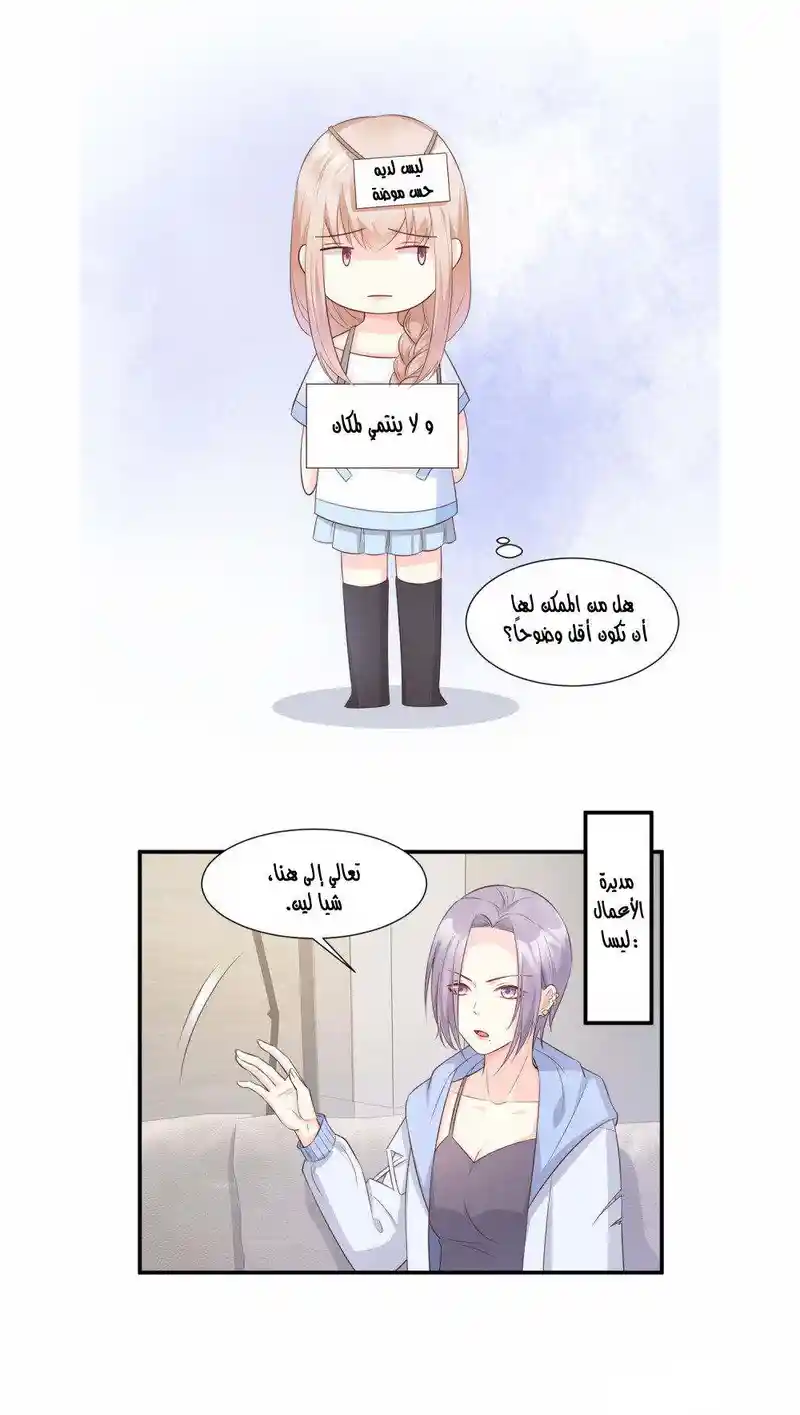 ليس لديه
حس موضة
و لا ينتمي لمكان
هل من الممكن لها
أن تكون أقل وضوحاً؟
مديرة
الأعمال
:ليسا
تعالي إلى هنا،
شيا لين.